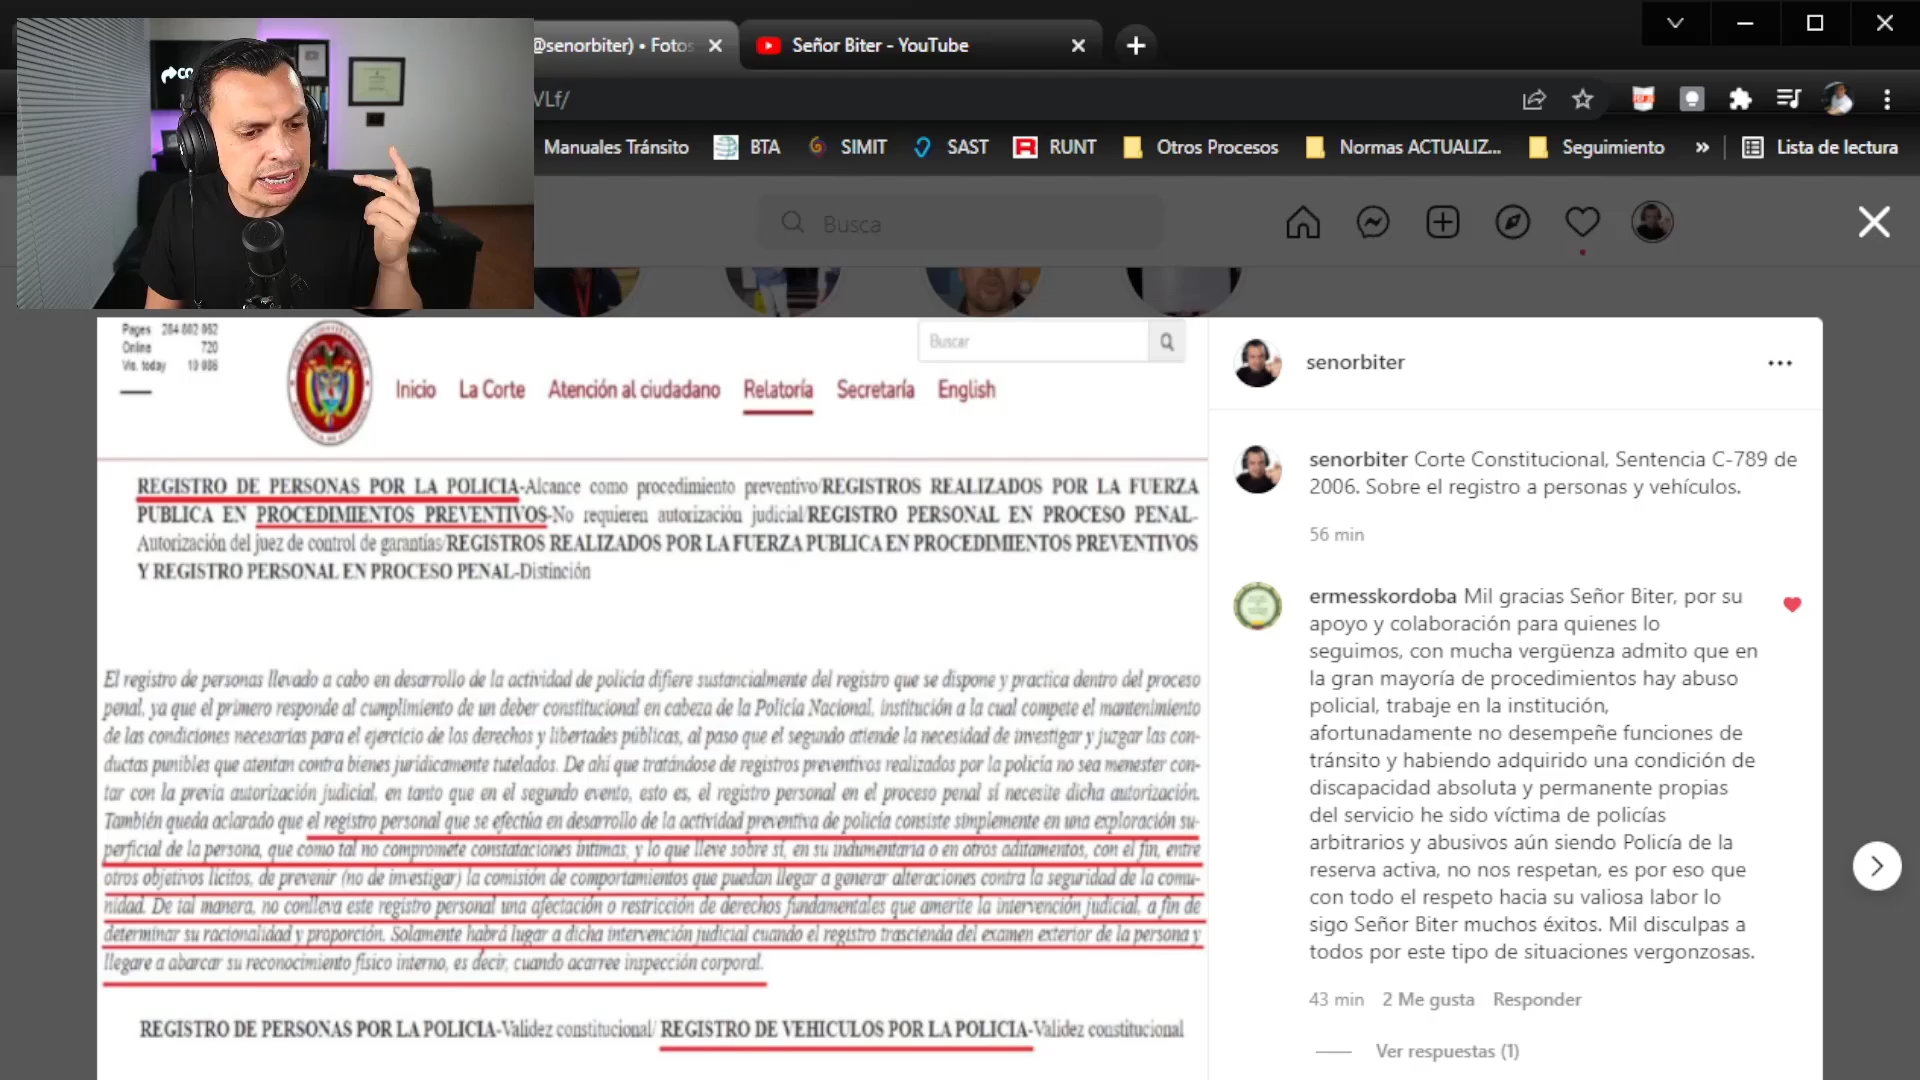 @senorbiter) • Fotos
Señor Biter - YouTube
VLf/
Manuales Tránsito
BTA
SIMIT
SAST
RUNT
Otros Procesos
Normas ACTUALIZ...
Seguimiento
»
Lista de lectura
Busca
Pages 284 602 062
Online 720
Vis. today 19 086
Buscar
Inicio
La Corte
Atención al ciudadano
Relatoría
Secretaría
English
REGISTRO DE PERSONAS POR LA POLICIA-Alcance como procedimiento preventivo/REGISTROS REALIZADOS POR LA FUERZA
PUBLICA EN PROCEDIMIENTOS PREVENTIVOS-No requieren autorización judicial/REGISTRO PERSONAL EN PROCESO PENAL-
Autorización del juez de control de garantías/REGISTROS REALIZADOS POR LA FUERZA PUBLICA EN PROCEDIMIENTOS PREVENTIVOS
Y REGISTRO PERSONAL EN PROCESO PENAL-Distinción
El registro de personas llevado a cabo en desarrollo de la actividad de policía difiere sustancialmente del registro que se dispone y practica dentro del proceso
penal, ya que el primero responde al cumplimiento de un deber constitucional en cabeza de la Policía Nacional, institución a la cual compete el mantenimiento
de las condiciones necesarias para el ejercicio de los derechos y libertades públicas, al paso que el segundo atiende la necesidad de investigar y juzgar las con-
ductas punibles que atentan contra bienes jurídicamente tutelados. De ahí que tratándose de registros preventivos realizados por la policía no sea menester con-
tar con la previa autorización judicial, en tanto que en el segundo evento, esto es, el registro personal en el proceso penal sí necesite dicha autorización.
También queda aclarado que el registro personal que se efectúa en desarrollo de la actividad preventiva de policía consiste simplemente en una exploración su-
perficial de la persona, que como tal no compromete constataciones íntimas, y lo que lleve sobre sí, en su indumentaria o en otros aditamentos, con el fin, entre
otros objetivos lícitos, de prevenir (no de investigar) la comisión de comportamientos que puedan llegar a generar alteraciones contra la seguridad de la comu-
nidad. De tal manera, no conlleva este registro personal una afectación o restricción de derechos fundamentales que amerite la intervención judicial, a fin de
determinar su racionalidad y proporción. Solamente habrá lugar a dicha intervención judicial cuando el registro trascienda del examen exterior de la persona y
llegare a abarcar su reconocimiento físico interno, es decir, cuando acarree inspección corporal.
REGISTRO DE PERSONAS POR LA POLICIA-Validez constitucional/ REGISTRO DE VEHICULOS POR LA POLICIA-Validez constitucional
senorbiter
senorbiter Corte Constitucional, Sentencia C-789 de
2006. Sobre el registro a personas y vehículos.
56 min
ermesskordoba Mil gracias Señor Biter, por su
apoyo y colaboración para quienes lo
seguimos, con mucha vergüenza admito que en
la gran mayoría de procedimientos hay abuso
policial, trabaje en la institución,
afortunadamente no desempeñe funciones de
tránsito y habiendo adquirido una condición de
discapacidad absoluta y permanente propias
del servicio he sido víctima de policías
arbitrarios y abusivos aún siendo Policía de la
reserva activa, no nos respetan, es por eso que
con todo el respeto hacia su valiosa labor lo
sigo Señor Biter muchos éxitos. Mil disculpas a
todos por este tipo de situaciones vergonzosas.
43 min 2 Me gusta Responder
Ver respuestas (1)